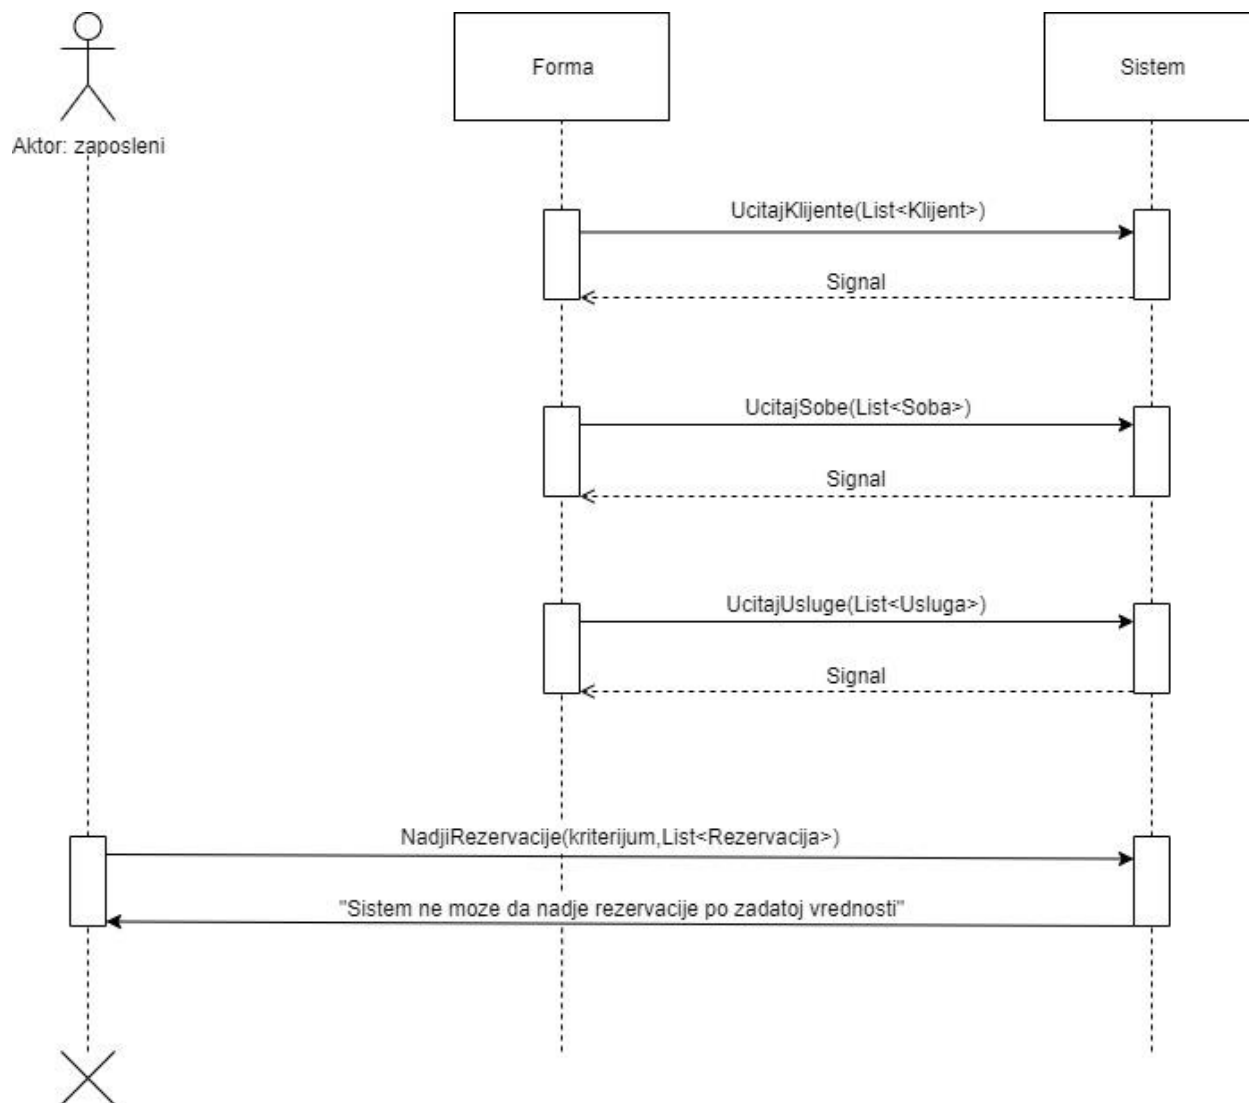 Forma
Sistem
Aktor: zaposleni
UcitajKlijente(List<Klijent>)
Signal
UcitajSobe(List<Soba>)
Signal
UcitajUsluge(List<Usluga>)
Signal
NadjiRezervacije(kriterijum,List<Rezervacija>)
"Sistem ne moze da nadje rezervacije po zadatoj vrednosti"